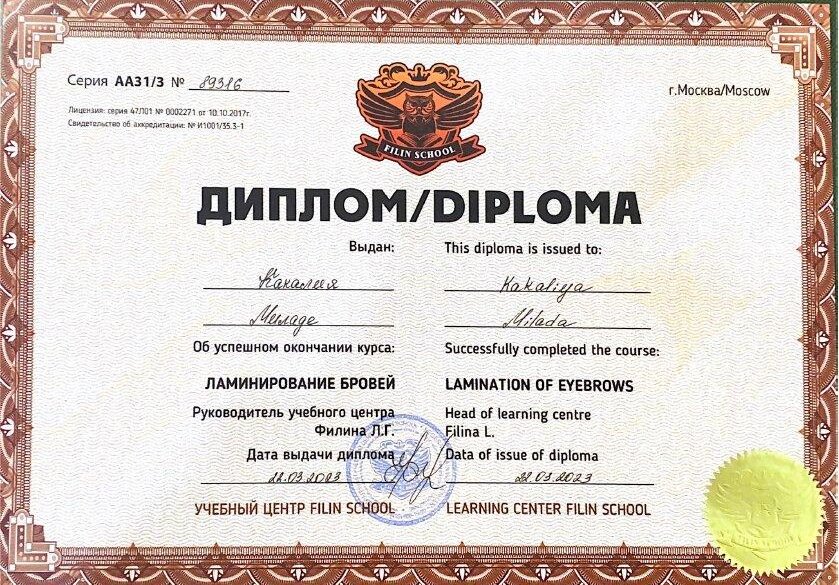 Серия АА31/3 № 89316
г.Москва/Moscow
Лицензия: серия 47Л01 № 0002271 от 10.10.2017г.
Свидетельство об аккредитации: № И1001/35.3-1
FILIN SCHOOL
ДИПЛОМ/DIPLOMA
Выдан: This diploma is issued to:
Какалия Kakaliya
Миладе Milada
Об успешном окончании курса: Successfully completed the course:
ЛАМИНИРОВАНИЕ БРОВЕЙ LAMINATION OF EYEBROWS
Руководитель учебного центра Head of learning centre
Филина Л.Г. Filina L.
Дата выдачи диплома Data of issue of diploma
22.03.2023 22.03.2023
УЧЕБНЫЙ ЦЕНТР FILIN SCHOOL LEARNING CENTER FILIN SCHOOL
FILIN SCHOOL